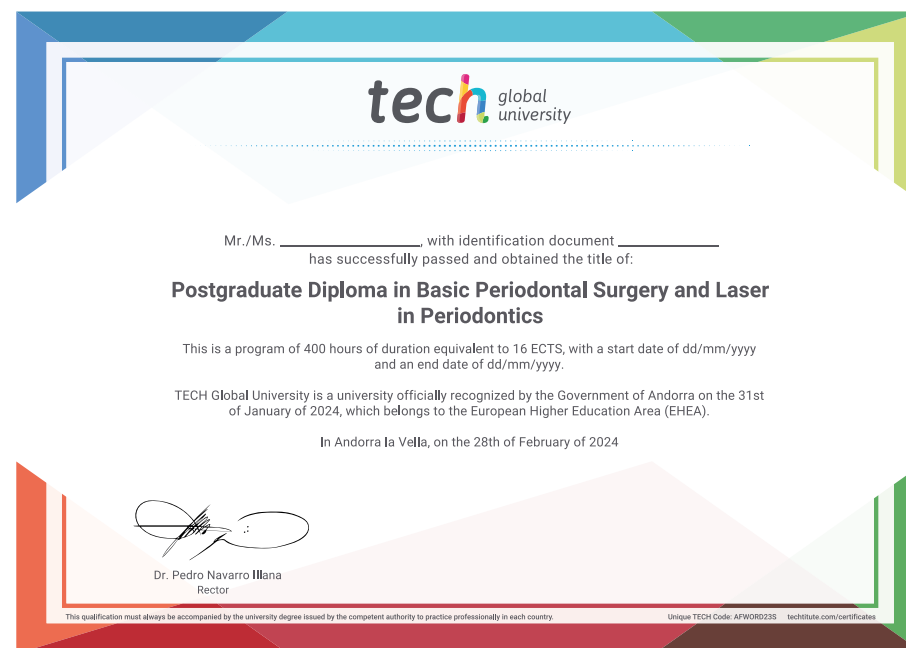 tech global
university
Mr./Ms. ____________________, with identification document ______________
has successfully passed and obtained the title of:
Postgraduate Diploma in Basic Periodontal Surgery and Laser
in Periodontics
This is a program of 400 hours of duration equivalent to 16 ECTS, with a start date of dd/mm/yyyy
and an end date of dd/mm/yyyy.
TECH Global University is a university officially recognized by the Government of Andorra on the 31st
of January of 2024, which belongs to the European Higher Education Area (EHEA).
In Andorra la Vella, on the 28th of February of 2024
Dr. Pedro Navarro Illana
Rector
This qualification must always be accompanied by the university degree issued by the competent authority to practice professionally in each country.
Unique TECH Code: AFWORD23S techtitute.com/certificates